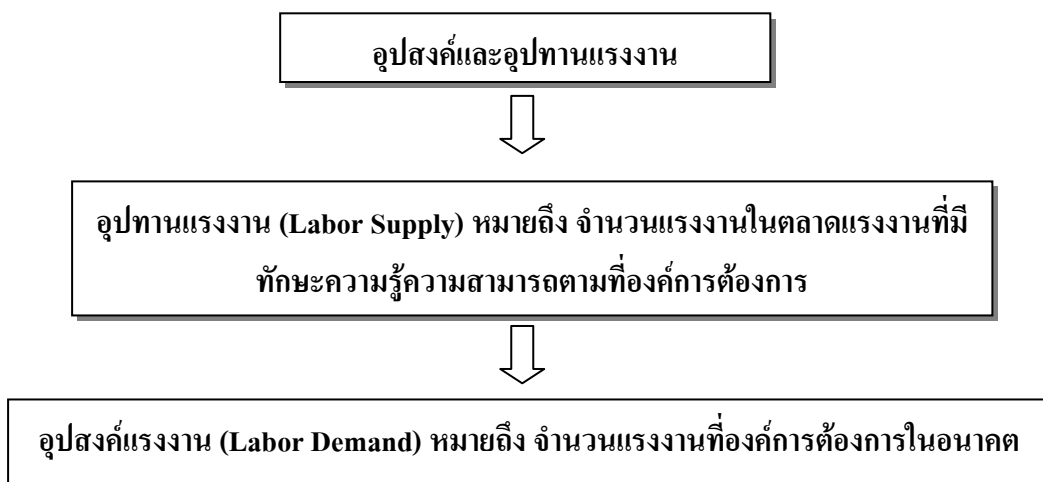 อุปสงค์และอุปทานแรงงาน
อุปทานแรงงาน (Labor Supply) หมายถึง จำนวนแรงงานในตลาดแรงงานที่มี
ทักษะความรู้ความสามารถตามที่องค์การต้องการ
อุปสงค์แรงงาน (Labor Demand) หมายถึง จำนวนแรงงานที่องค์การต้องการในอนาคต